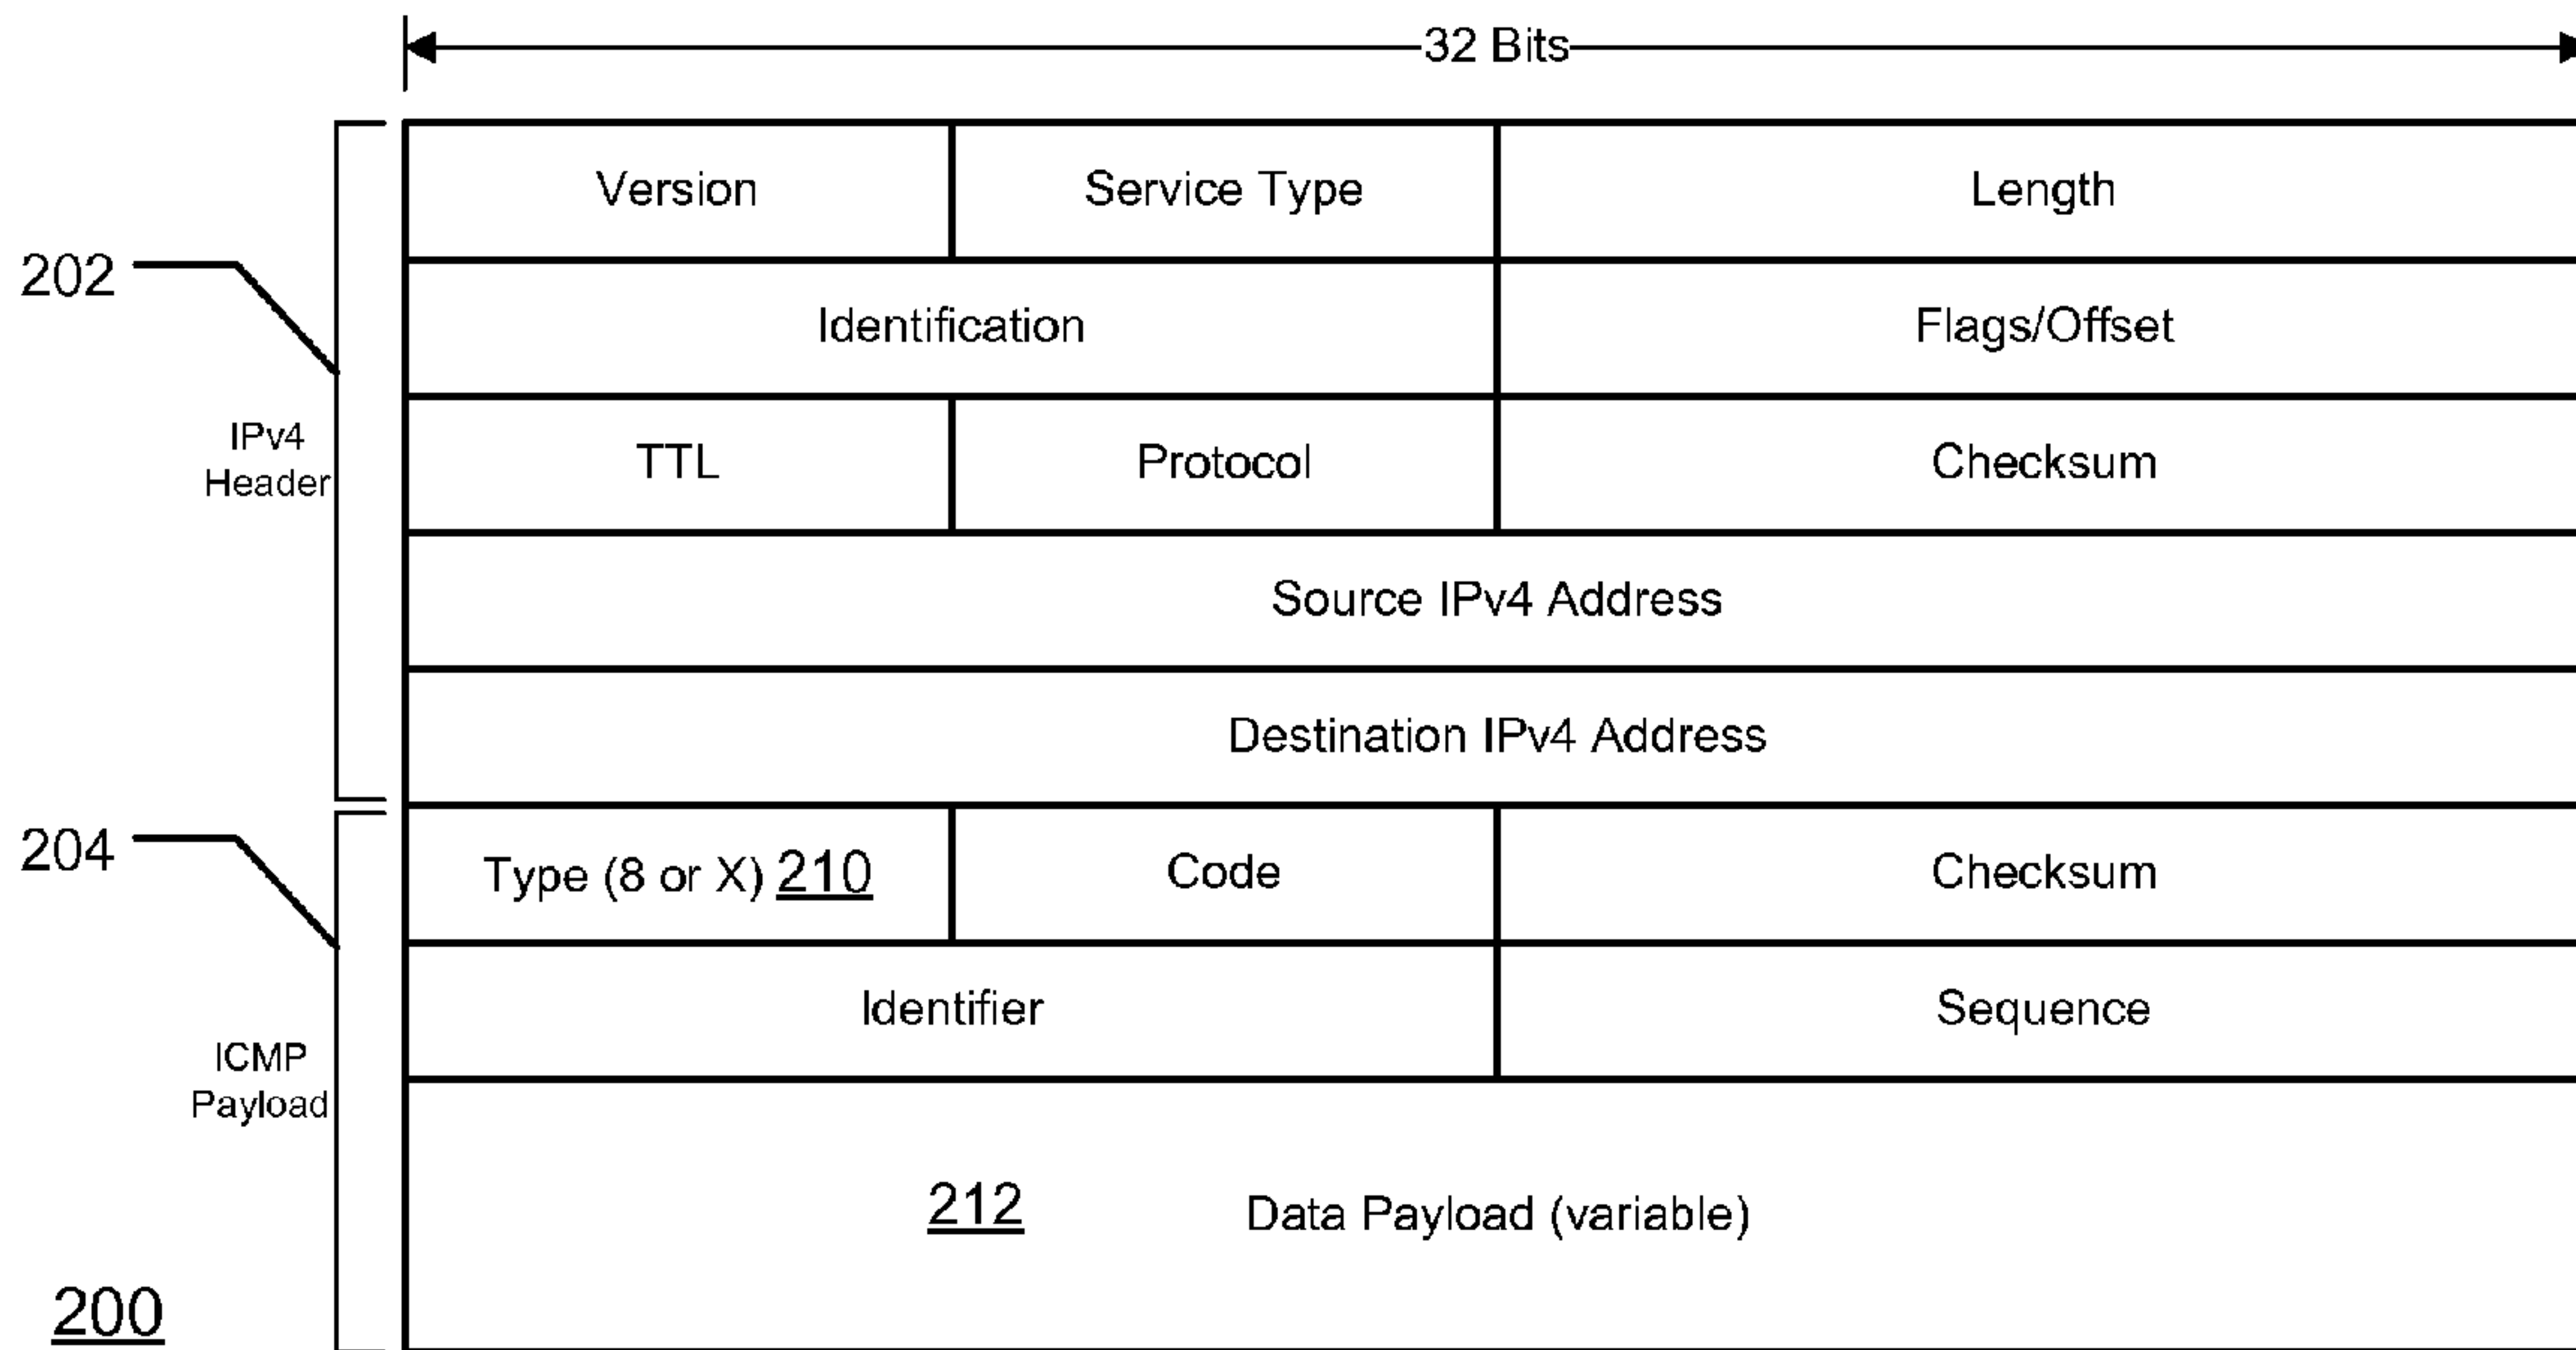 32 Bits
Version
Service Type
Length
202
Identification
Flags/Offset
IPv4
Header
TTL
Protocol
Checksum
Source IPv4 Address
Destination IPv4 Address
204
Type (8 or X) 210
Code
Checksum
Identifier
Sequence
ICMP
Payload
212
Data Payload (variable)
200